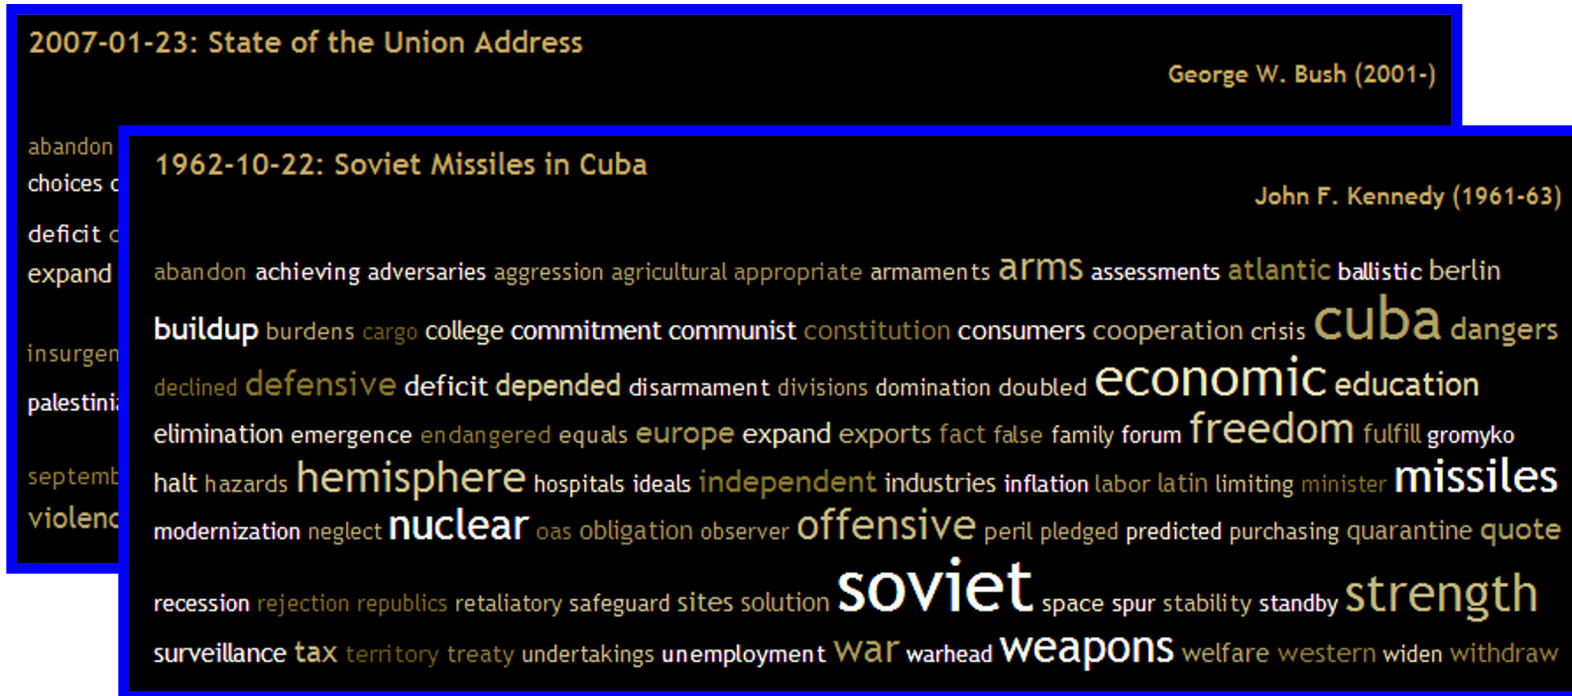 2007-01-23: State of the Union Address
George W. Bush (2001-)
abandon
choices
deficit
expand
1962-10-22: Soviet Missiles in Cuba
John F. Kennedy (1961-63)
abandon achieving adversaries aggression agricultural appropriate armaments arms assessments atlantic ballistic berlin
buildup burdens cargo college commitment communist constitution consumers cooperation crisis cuba dangers
declined defensive deficit depended disarmament divisions domination doubled economic education
elimination emergence endangered equals europe expand exports fact false family forum freedom fulfill gromyko
halt hazards hemisphere hospitals ideals independent industries inflation labor latin limiting minister missiles
modernization neglect nuclear oas obligation observer offensive peril pledged predicted purchasing quarantine quote
recession rejection republics retaliatory safeguard sites solution soviet space spur stability standby strength
surveillance tax territory treaty undertakings unemployment war warhead weapons welfare western widen withdraw